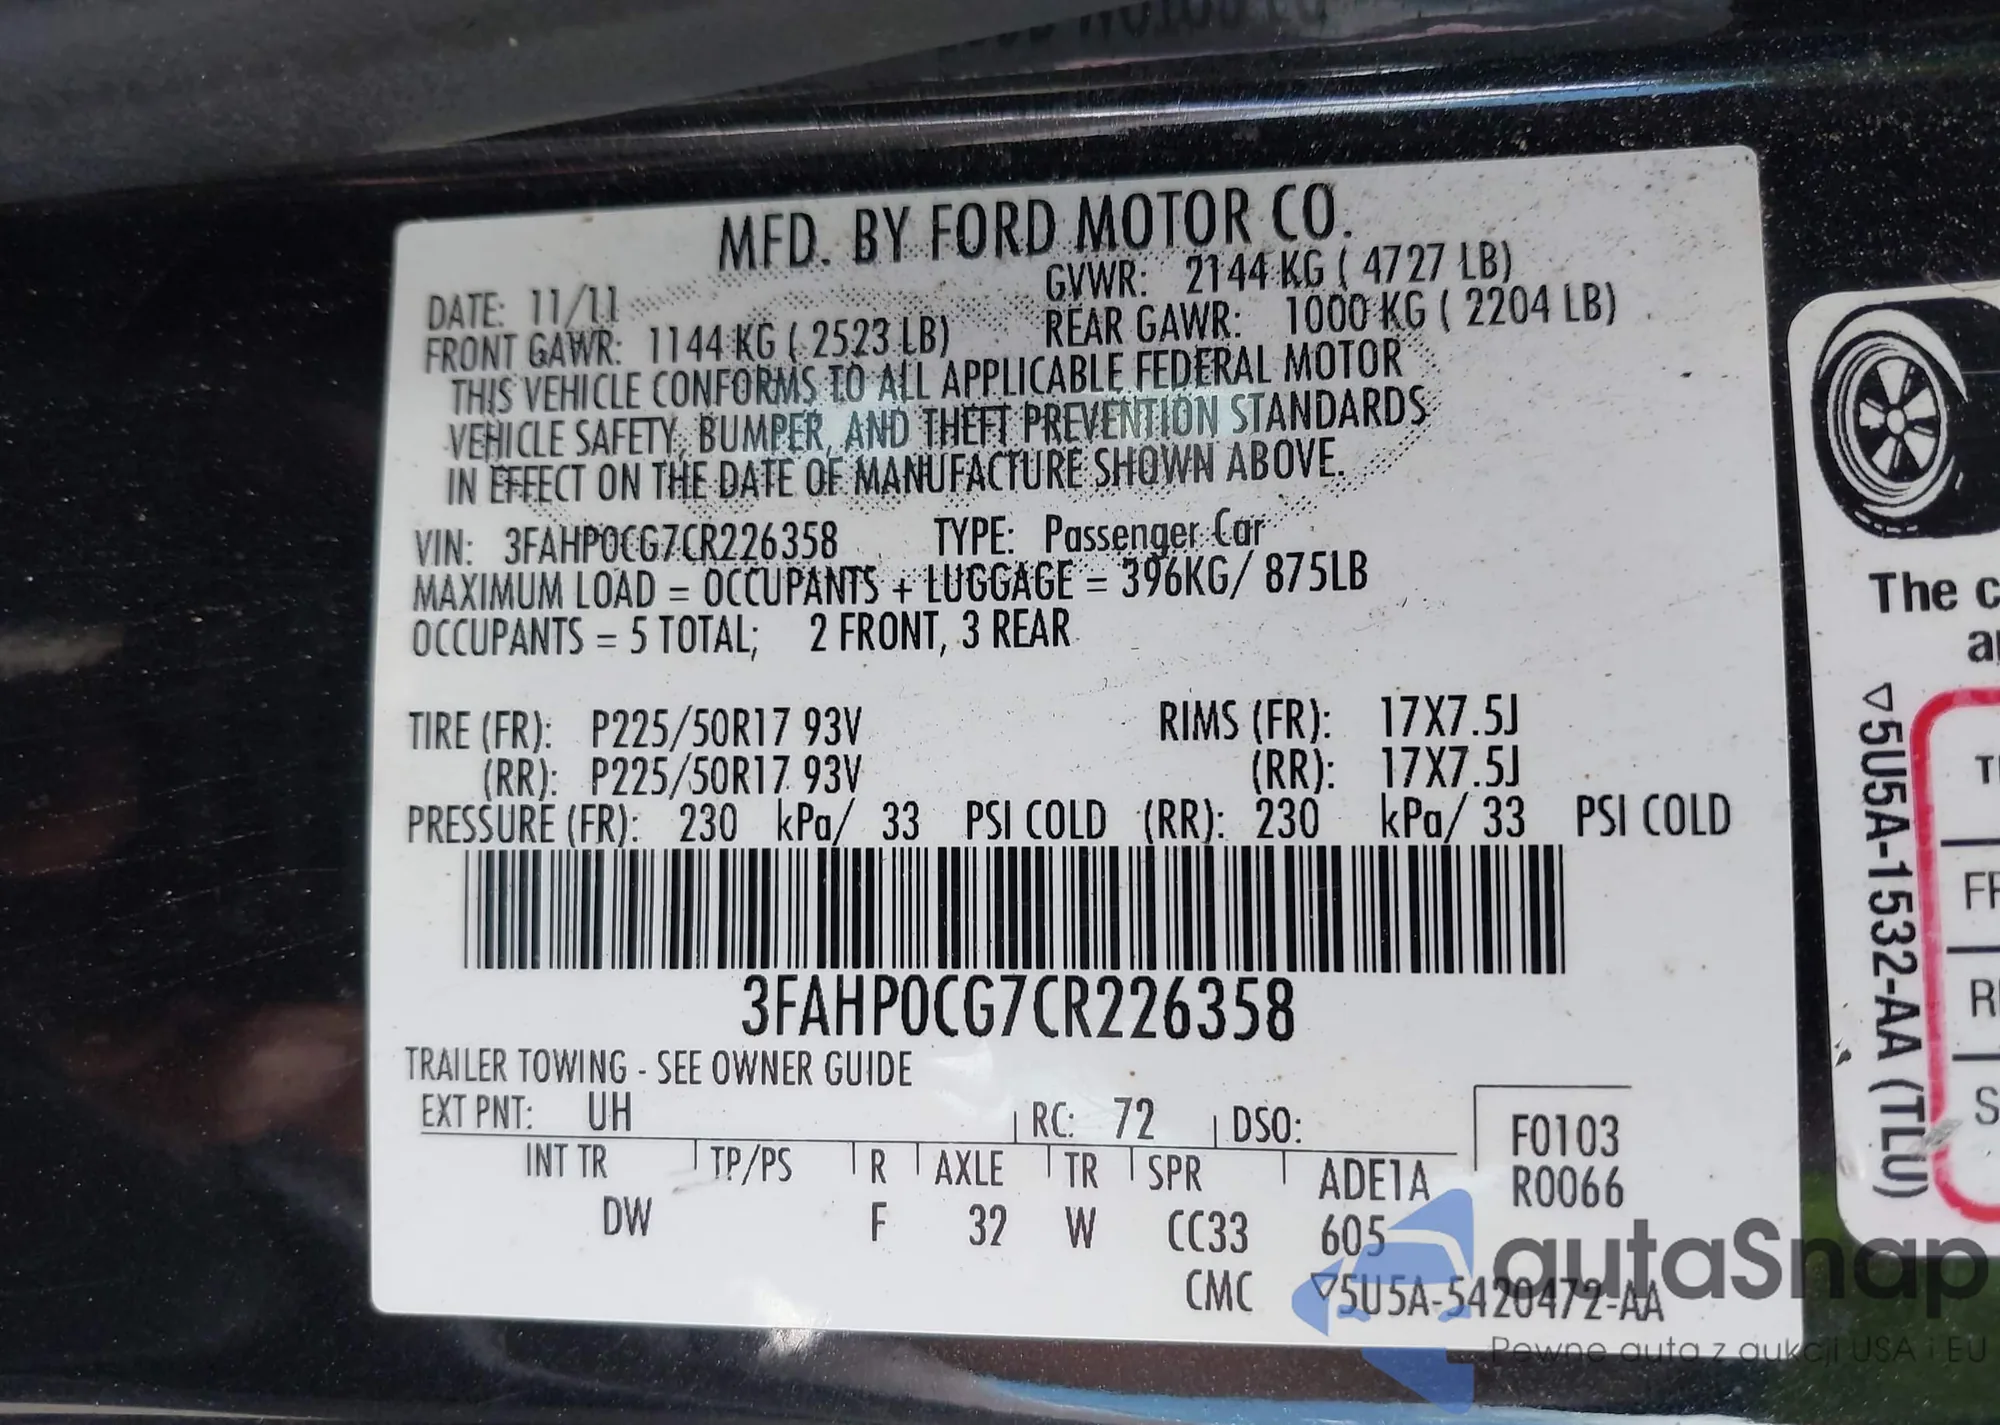 MFD. BY FORD MOTOR CO.
DATE: 11/11 GVWR: 2144 KG ( 4727 LB)
FRONT GAWR: 1144 KG ( 2523 LB) REAR GAWR: 1000 KG ( 2204 LB)
THIS VEHICLE CONFORMS TO ALL APPLICABLE FEDERAL MOTOR
VEHICLE SAFETY, BUMPER, AND THEFT PREVENTION STANDARDS
IN EFFECT ON THE DATE OF MANUFACTURE SHOWN ABOVE.
VIN: 3FAHP0CG7CR226358 TYPE: Passenger Car
MAXIMUM LOAD = OCCUPANTS + LUGGAGE = 396KG/ 875LB
OCCUPANTS = 5 TOTAL; 2 FRONT, 3 REAR
TIRE (FR): P225/50R17 93V RIMS (FR): 17X7.5J
(RR): P225/50R17 93V (RR): 17X7.5J
PRESSURE (FR): 230 kPa/ 33 PSI COLD (RR): 230 kPa/ 33 PSI COLD
3FAHP0CG7CR226358
TRAILER TOWING - SEE OWNER GUIDE
EXT PNT: UH RC: 72 DSO:
F0103
INT TR TP/PS R AXLE TR SPR ADE1A
R0066
DW F 32 W CC33 605
CMC ▽5U5A-5420472-AA
The
▽5U5A-1532-AA (TLU)
autaSnap
Pewne auta z aukcji USA i EU